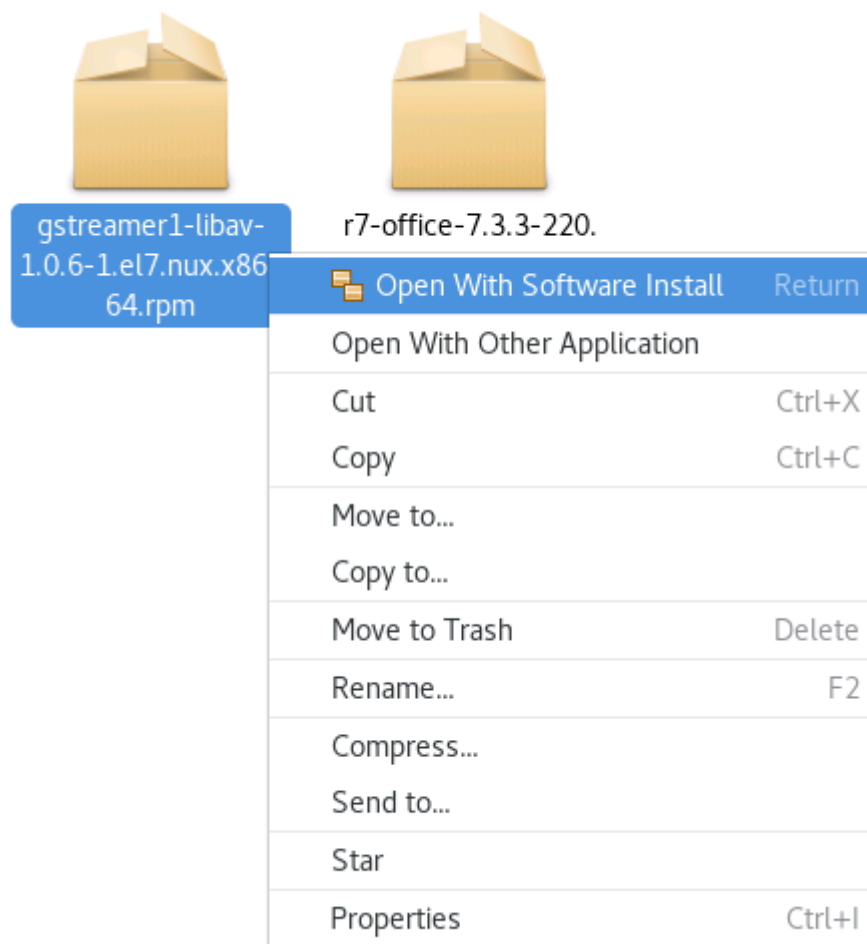 gstreamer1-libav-
1.0.6-1.el7.nux.x86
64.rpm
r7-office-7.3.3-220.
Open With Software Install Return
Open With Other Application
Cut Ctrl+X
Copy Ctrl+C
Move to...
Copy to...
Move to Trash Delete
Rename... F2
Compress...
Send to...
Star
Properties Ctrl+I